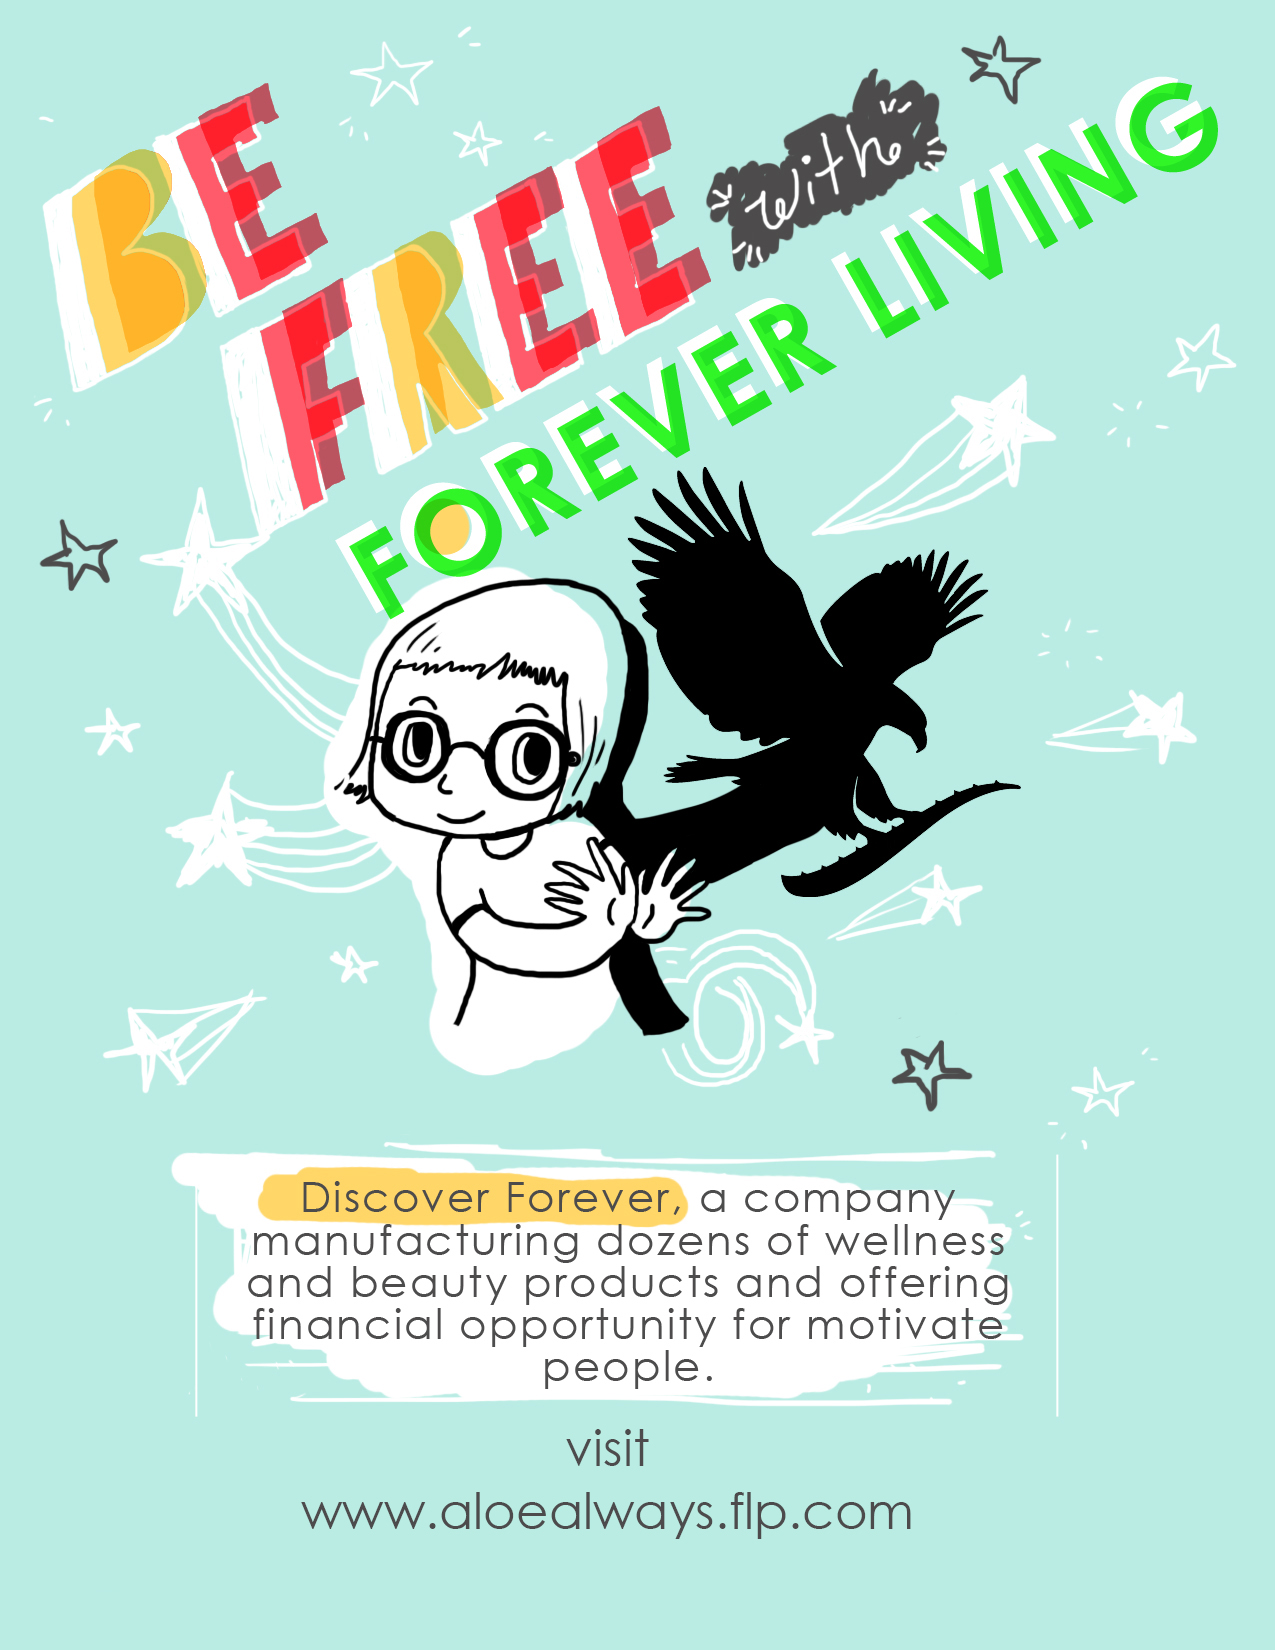 BE
FREE
with
FOREVER LIVING
Discover Forever, a company
manufacturing dozens of wellness
and beauty products and offering
financial opportunity for motivate
people.
visit
www.aloealways.flp.com